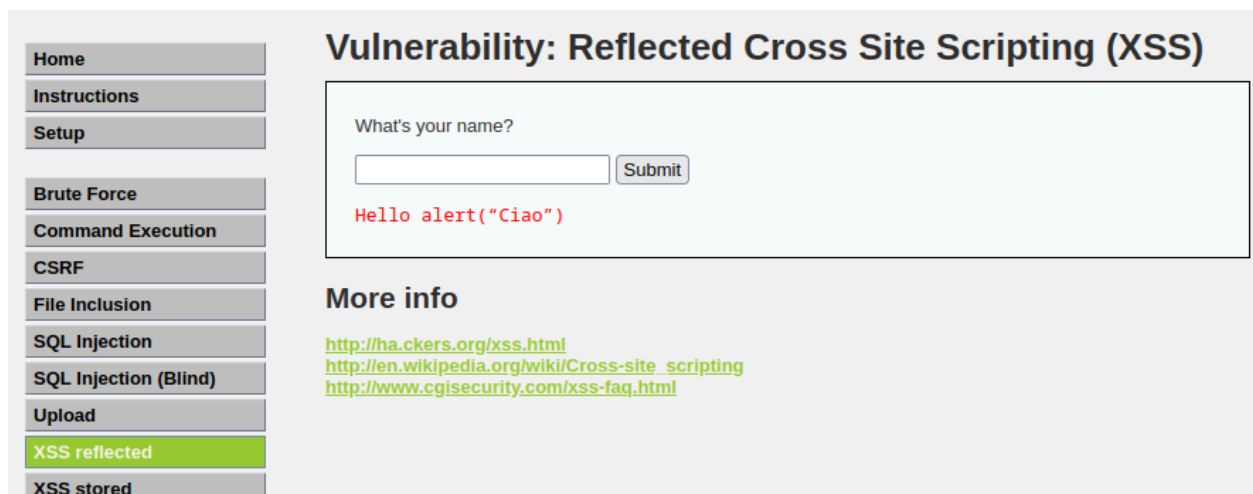 Home
Instructions
Setup
Brute Force
Command Execution
CSRF
File Inclusion
SQL Injection
SQL Injection (Blind)
Upload
XSS reflected
XSS stored
Vulnerability: Reflected Cross Site Scripting (XSS)
What's your name?
Submit
Hello alert(“Ciao”)
More info
http://ha.ckers.org/xss.html
http://en.wikipedia.org/wiki/Cross-site_scripting
http://www.cgisecurity.com/xss-faq.html